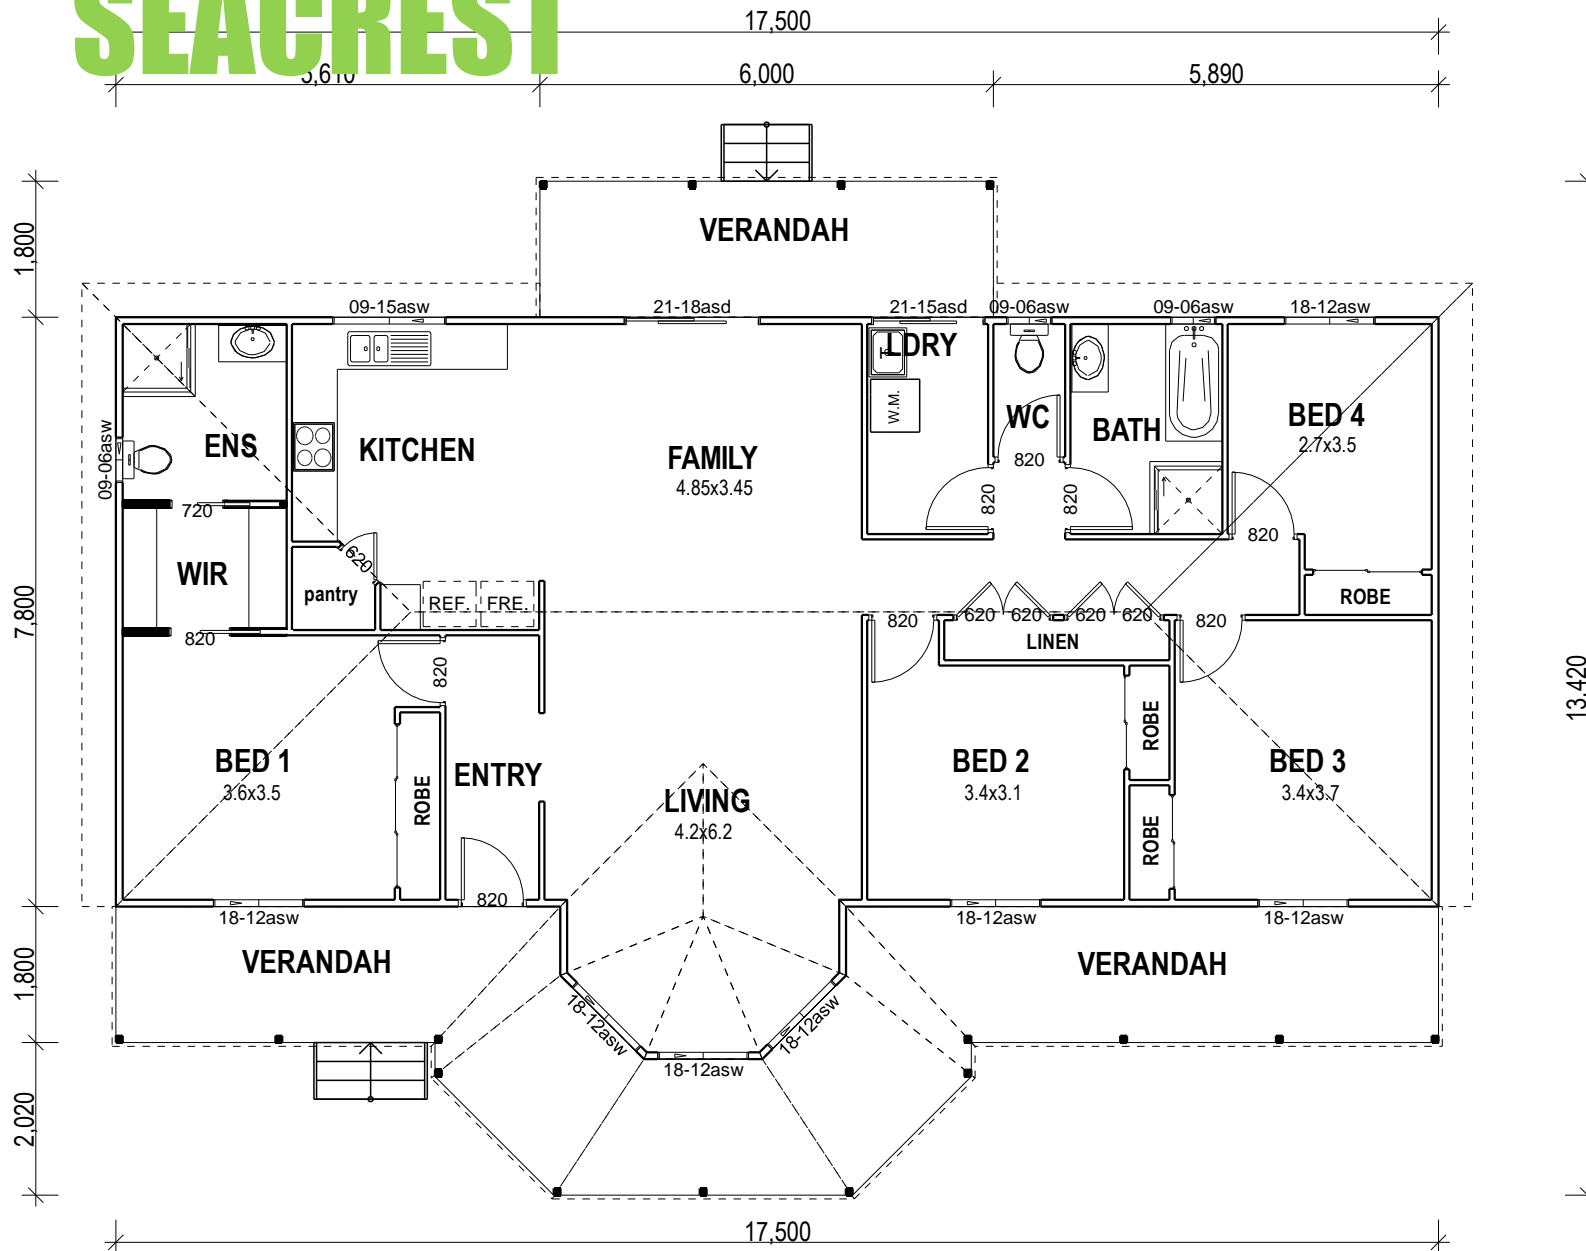 SEACREST
17,500
5,610
6,000
5,890
1,800
VERANDAH
09-15asw
21-18asd
21-15asd
09-06asw
09-06asw
18-12asw
LDRY
W.M.
WC
BATH
BED 4
2.7x3.5
09-06asw
ENS
KITCHEN
FAMILY
4.85x3.45
820
820
820
820
720
WIR
620
pantry
REF.
FRE.
ROBE
7,800
820
820
620
620
620
620
820
LINEN
820
13.420
BED 1
3.6x3.5
ROBE
ENTRY
LIVING
4.2x6.2
BED 2
3.4x3.1
ROBE
ROBE
BED 3
3.4x3.7
820
18-12asw
18-12asw
18-12asw
1,800
VERANDAH
VERANDAH
18-12asw
18-12asw
18-12asw
2,020
17,500